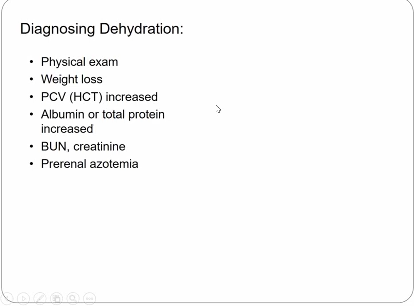 Diagnosing Dehydration:
• Physical exam
• Weight loss
• PCV (HCT) increased
• Albumin or total protein
increased
• BUN, creatinine
• Prerenal azotemia